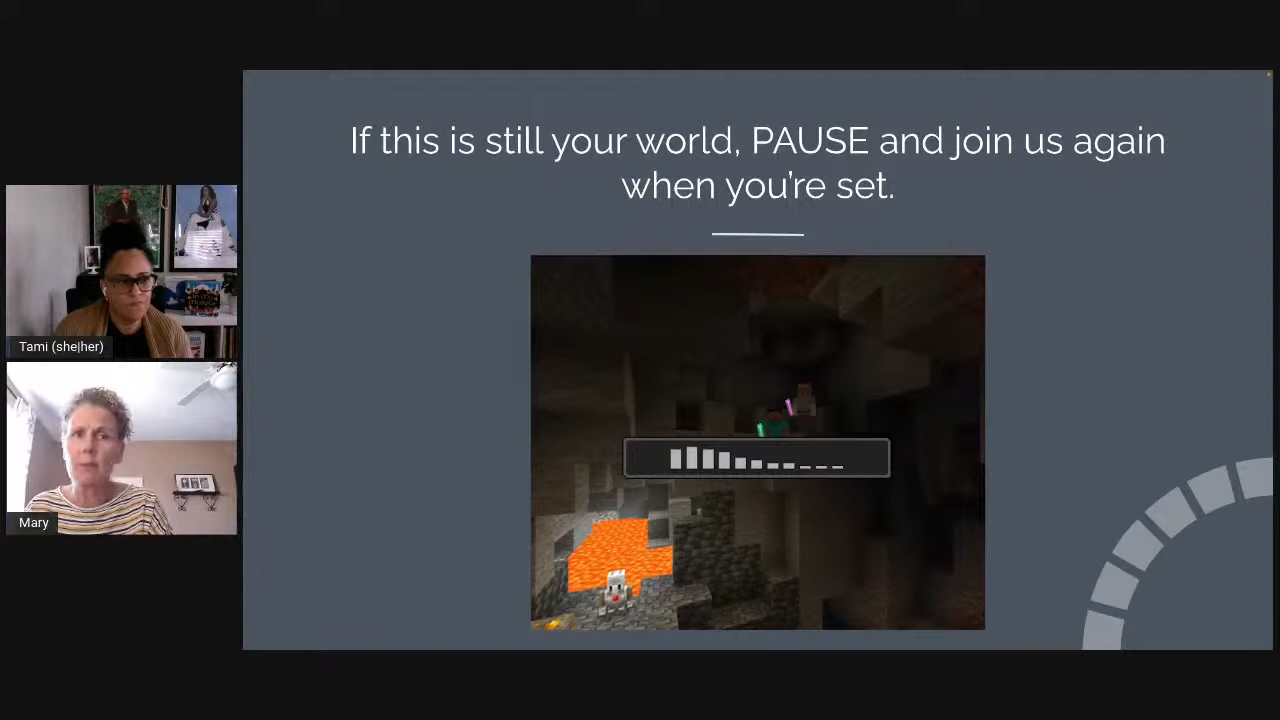 If this is still your world, PAUSE and join us again
when you're set.
Tami (she|her)
Mary